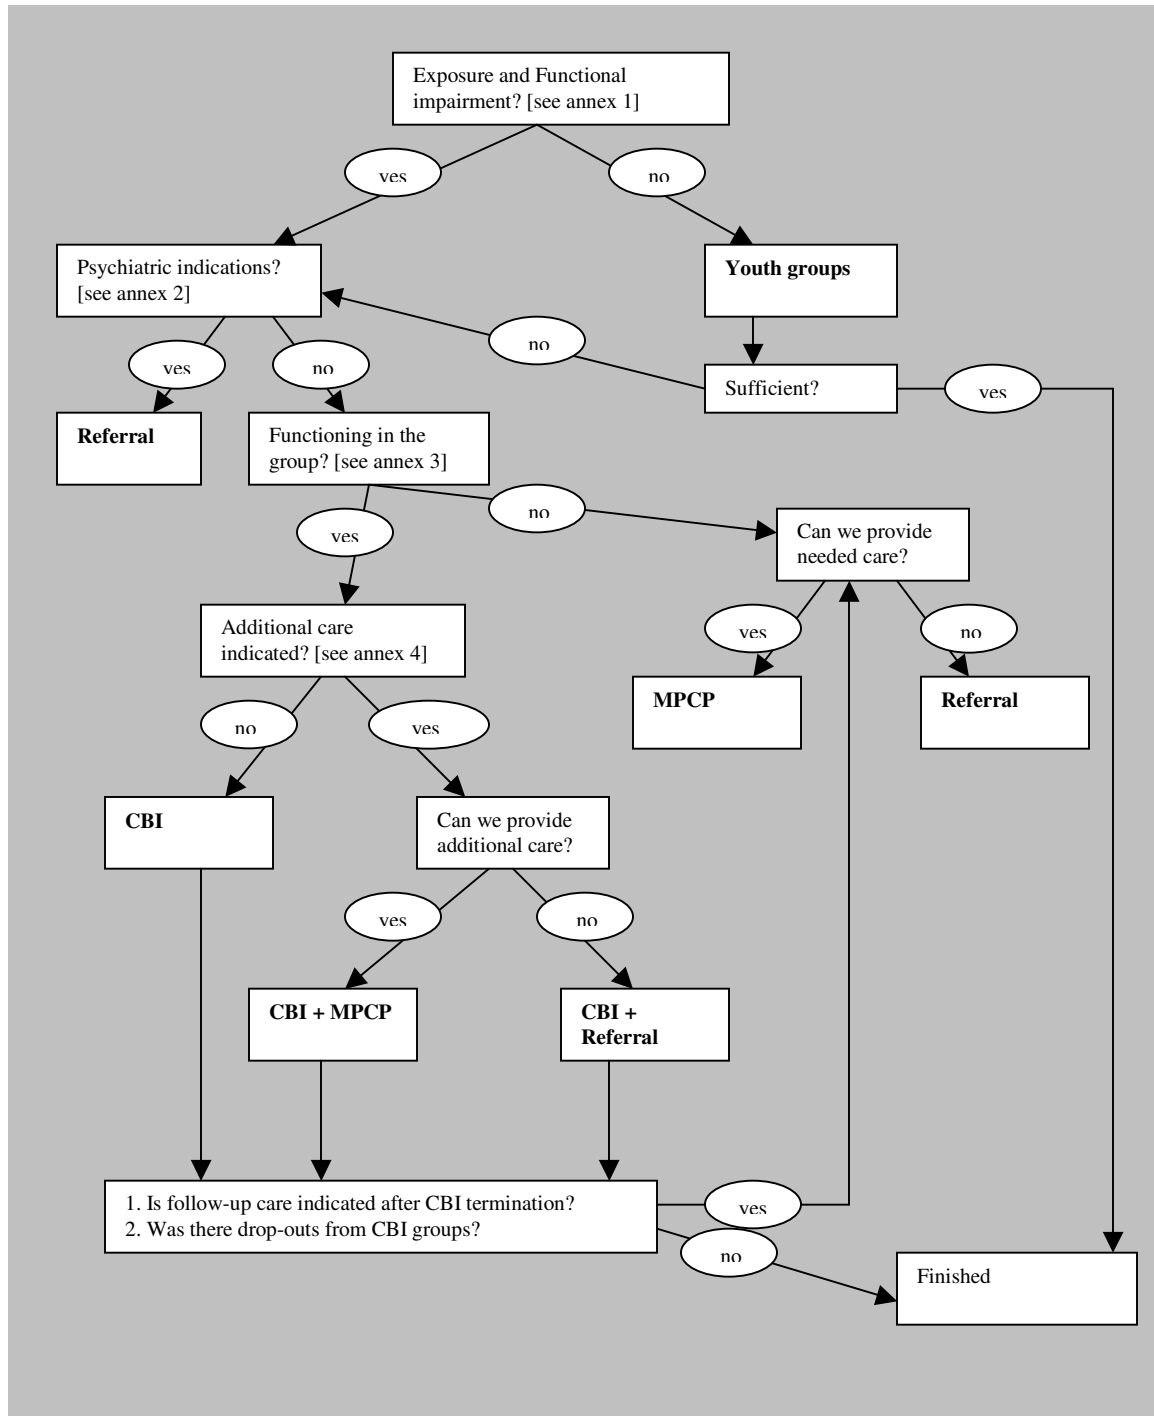 Exposure and Functional
impairment? [see annex 1]
yes
no
Psychiatric indications?
[see annex 2]
Youth groups
no
yes
no
Sufficient?
yes
Referral
Functioning in the
group? [see annex 3]
no
yes
Can we provide
needed care?
Additional care
indicated? [see annex 4]
yes
no
MPCP
Referral
no
yes
CBI
Can we provide
additional care?
yes
no
CBI + MPCP
CBI +
Referral
1. Is follow-up care indicated after CBI termination?
2. Was there drop-outs from CBI groups?
yes
no
Finished